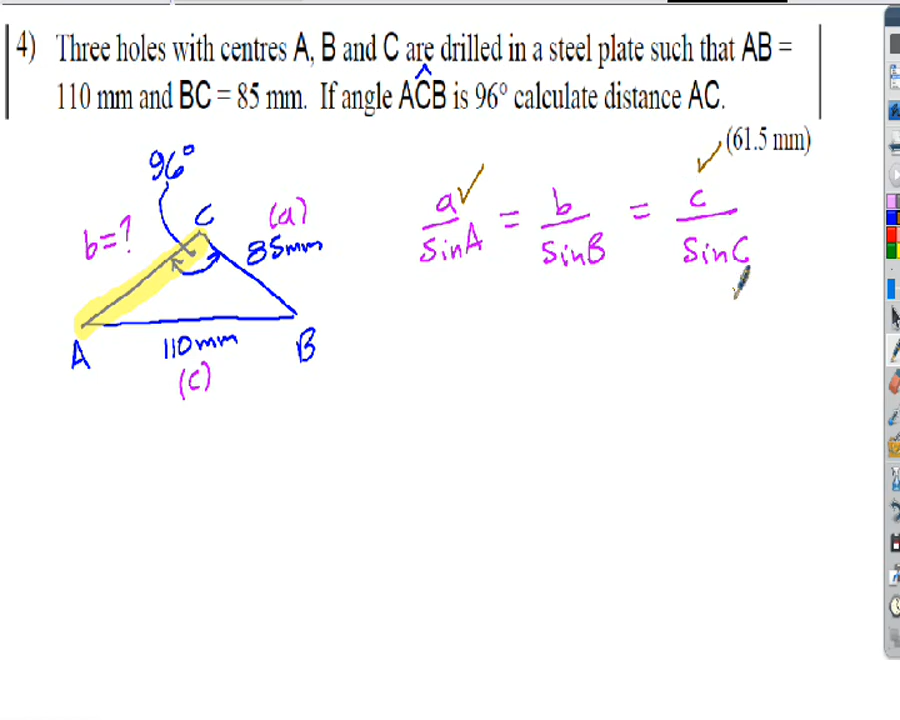 4) Three holes with centres A, B and C are drilled in a steel plate such that AB =
110 mm and BC = 85 mm. If angle AĈB is 96° calculate distance AC.
(61.5 mm)
96°
C
(a)
b=?
85mm
A
110mm
B
(c)
a/SinA = b/SinB = c/SinC